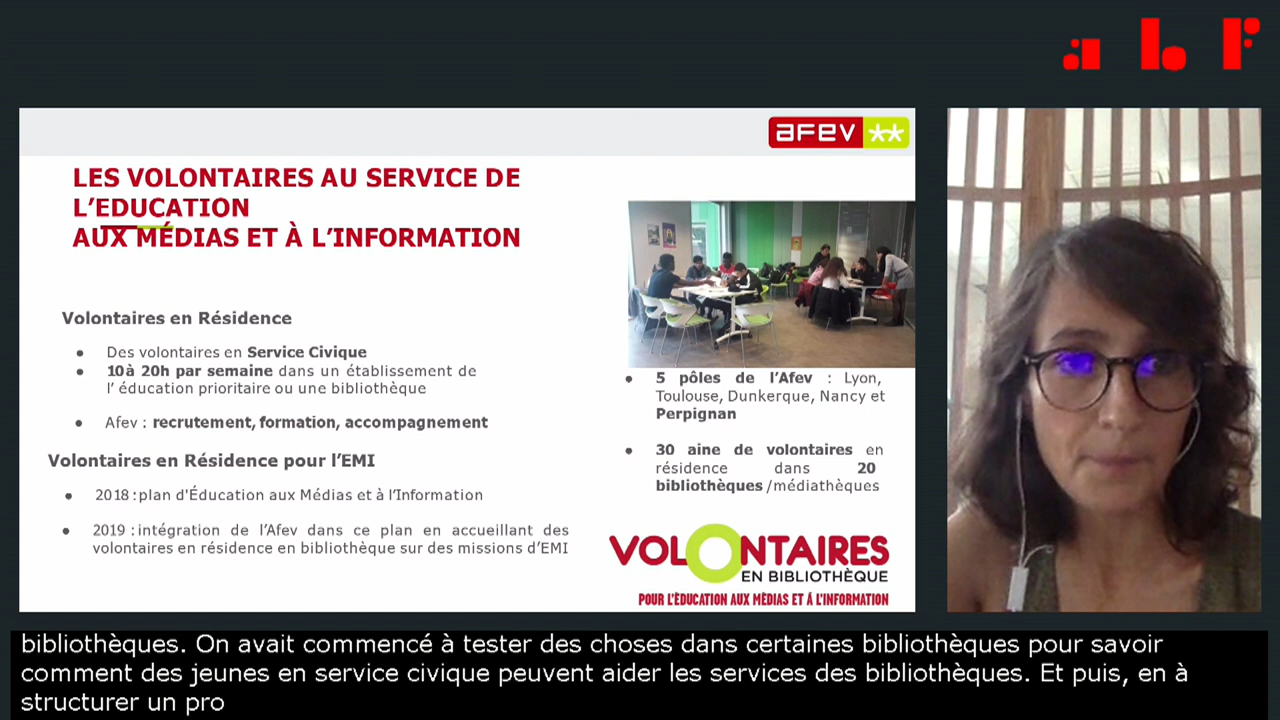 abf
afev
LES VOLONTAIRES AU SERVICE DE
L’EDUCATION
AUX MÉDIAS ET À L’INFORMATION
Volontaires en Résidence
● Des volontaires en Service Civique
● 10à 20h par semaine dans un établissement de
l’ éducation prioritaire ou une bibliothèque
● Afev : recrutement, formation, accompagnement
Volontaires en Résidence pour l’EMI
● 2018 : plan d'Éducation aux Médias et à l’Information
● 2019 : intégration de l’Afev dans ce plan en accueillant des
volontaires en résidence en bibliothèque sur des missions d’EMI
● 5 pôles de l’Afev : Lyon,
Toulouse, Dunkerque, Nancy et
Perpignan
● 30 aine de volontaires en
résidence dans 20
bibliothèques /médiathèques
VOLONTAIRES
EN BIBLIOTHÈQUE
POUR L'ÈDUCATION AUX MÈDIAS ET Á L'INFORMATION
bibliothèques. On avait commencé à tester des choses dans certaines bibliothèques pour savoir
comment des jeunes en service civique peuvent aider les services des bibliothèques. Et puis, en à
structurer un pro